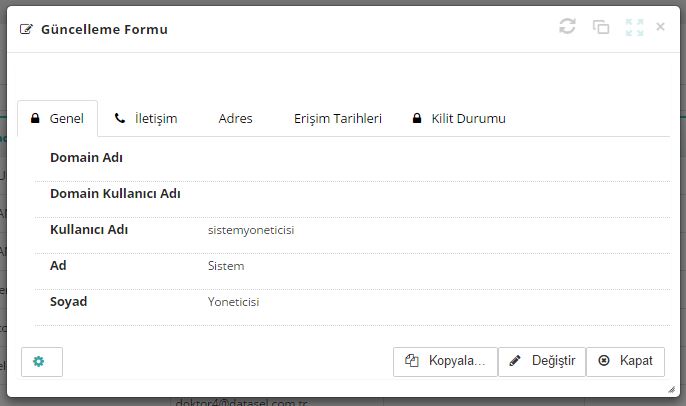 Güncelleme Formu
Genel İletişim Adres Erişim Tarihleri Kilit Durumu
Domain Adı
Domain Kullanıcı Adı
Kullanıcı Adı sistemyoneticisi
Ad Sistem
Soyad Yoneticisi
Kopyala... Değiştir Kapat
doktor4@datasel.com.tr